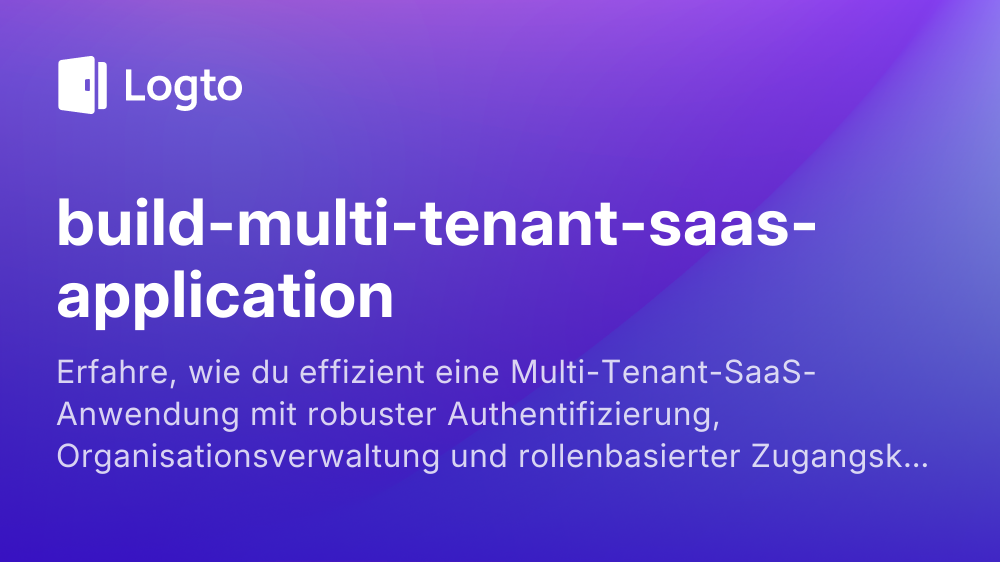 Logto
build-multi-tenant-saas-
application
Erfahre, wie du effizient eine Multi-Tenant-SaaS-
Anwendung mit robuster Authentifizierung,
Organisationsverwaltung und rollenbasierter Zugangsk...